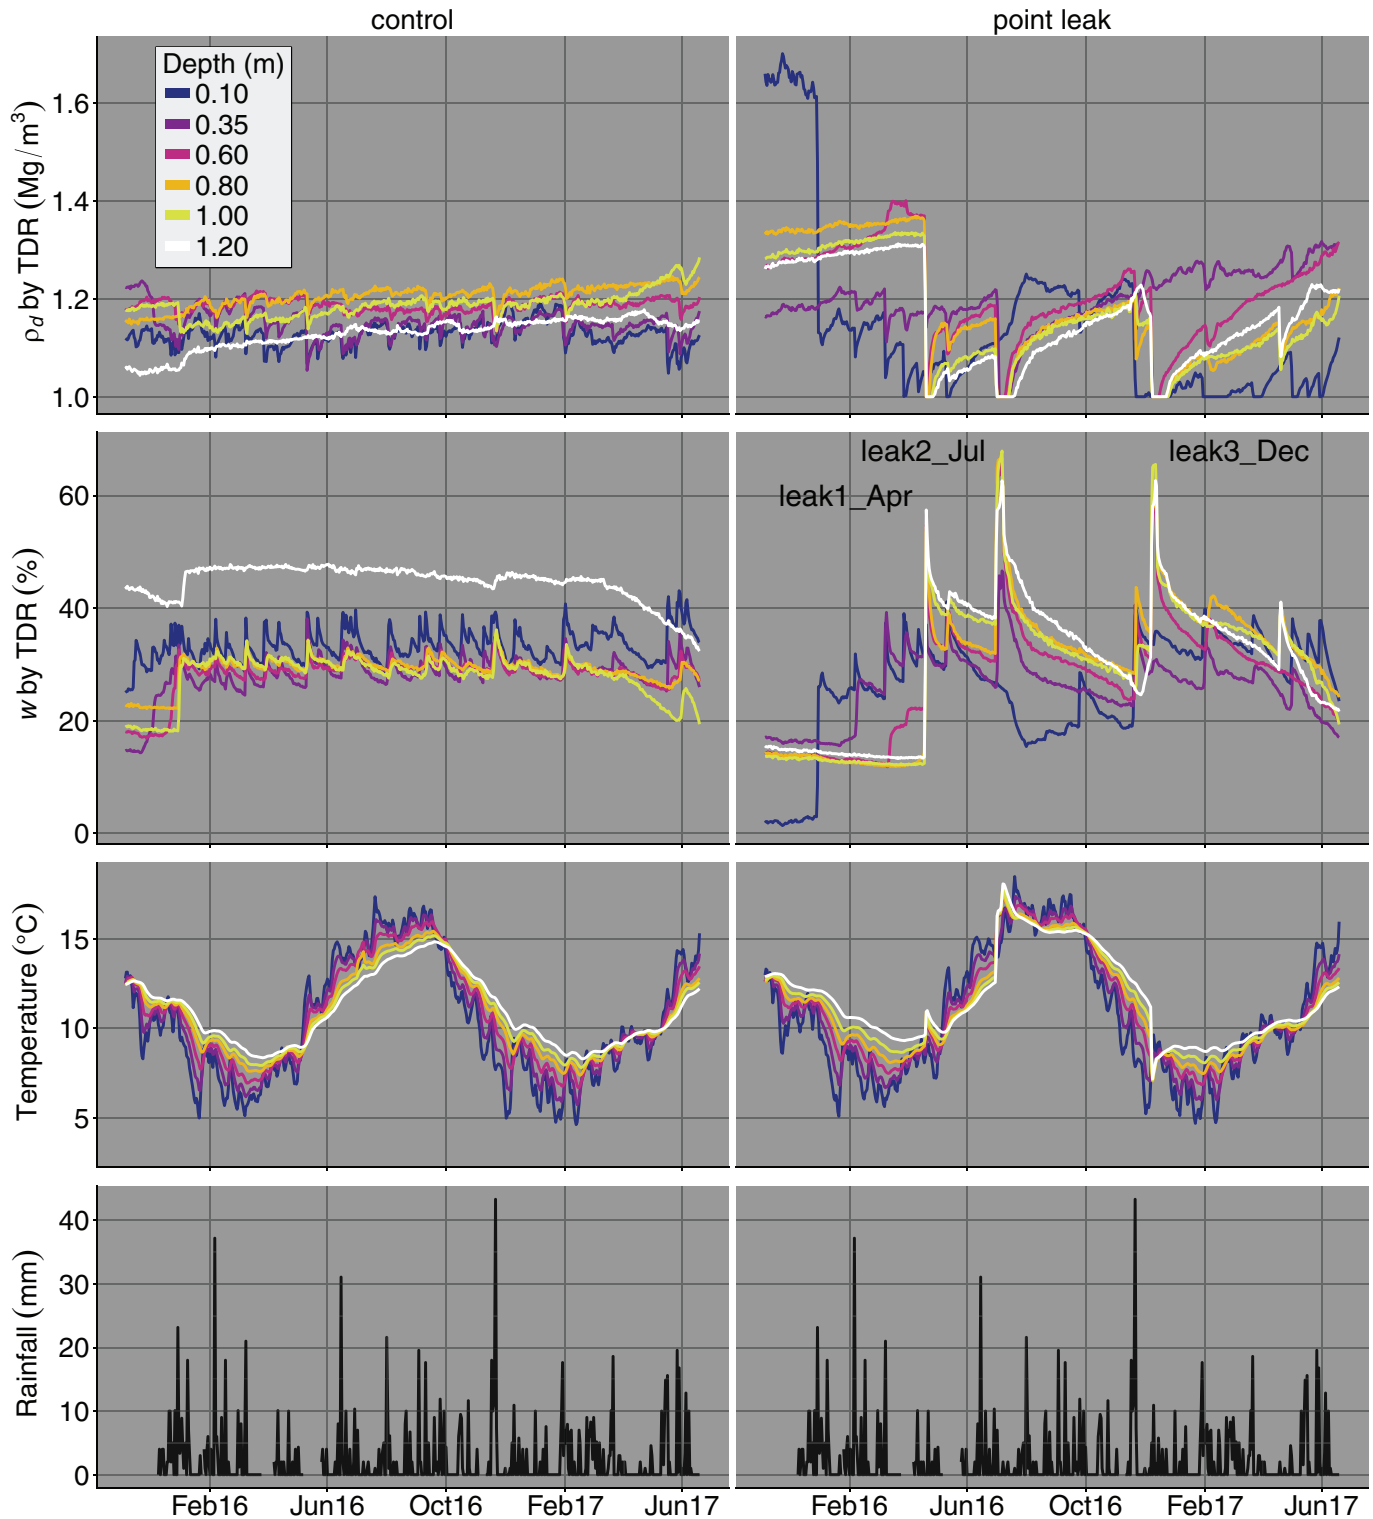 control
point leak
ρd by TDR (Mg/m³)
1.6
1.4
1.2
1.0
Depth (m)
0.10
0.35
0.60
0.80
1.00
1.20
w by TDR (%)
60
40
20
0
leak2_Jul
leak3_Dec
leak1_Apr
Temperature (°C)
15
10
5
Rainfall (mm)
40
30
20
10
0
Feb16 Jun16 Oct16 Feb17 Jun17
Feb16 Jun16 Oct16 Feb17 Jun17